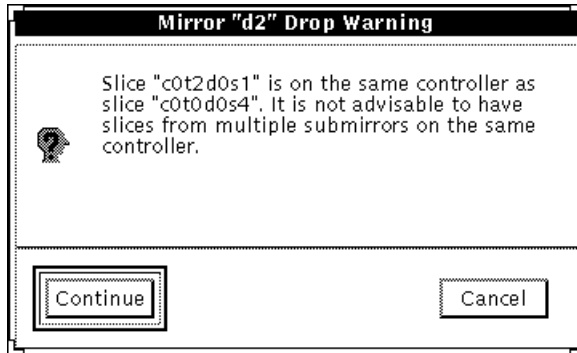 Mirror "d2" Drop Warning
Slice "c0t2d0s1" is on the same controller as
slice "c0t0d0s4". It is not advisable to have
slices from multiple submirrors on the same
controller.
Continue
Cancel